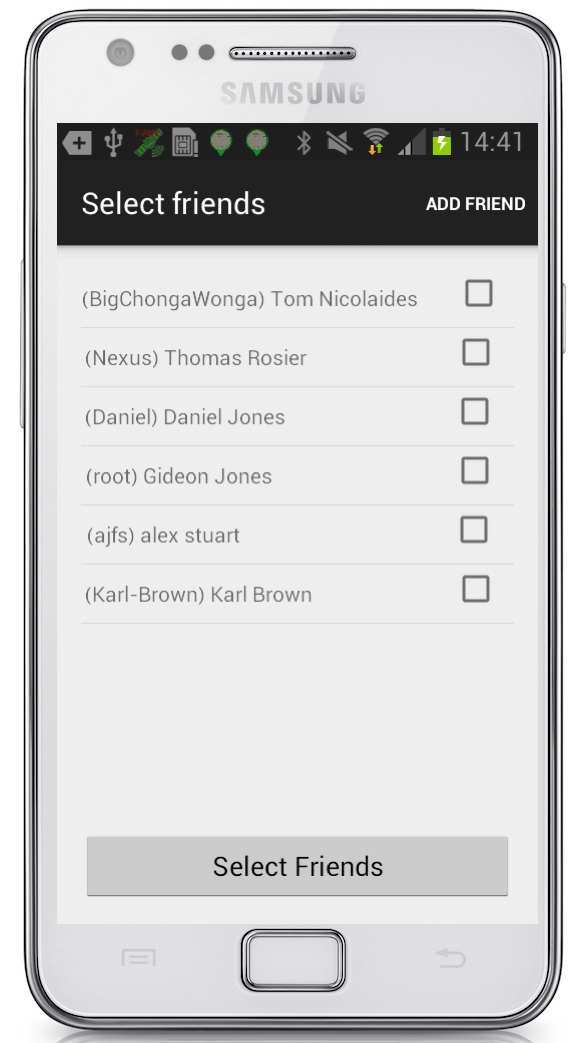 SAMSUNG
FAKE 14:41
Select friends ADD FRIEND
(BigChongaWonga) Tom Nicolaides
(Nexus) Thomas Rosier
(Daniel) Daniel Jones
(root) Gideon Jones
(ajfs) alex stuart
(Karl-Brown) Karl Brown
Select Friends